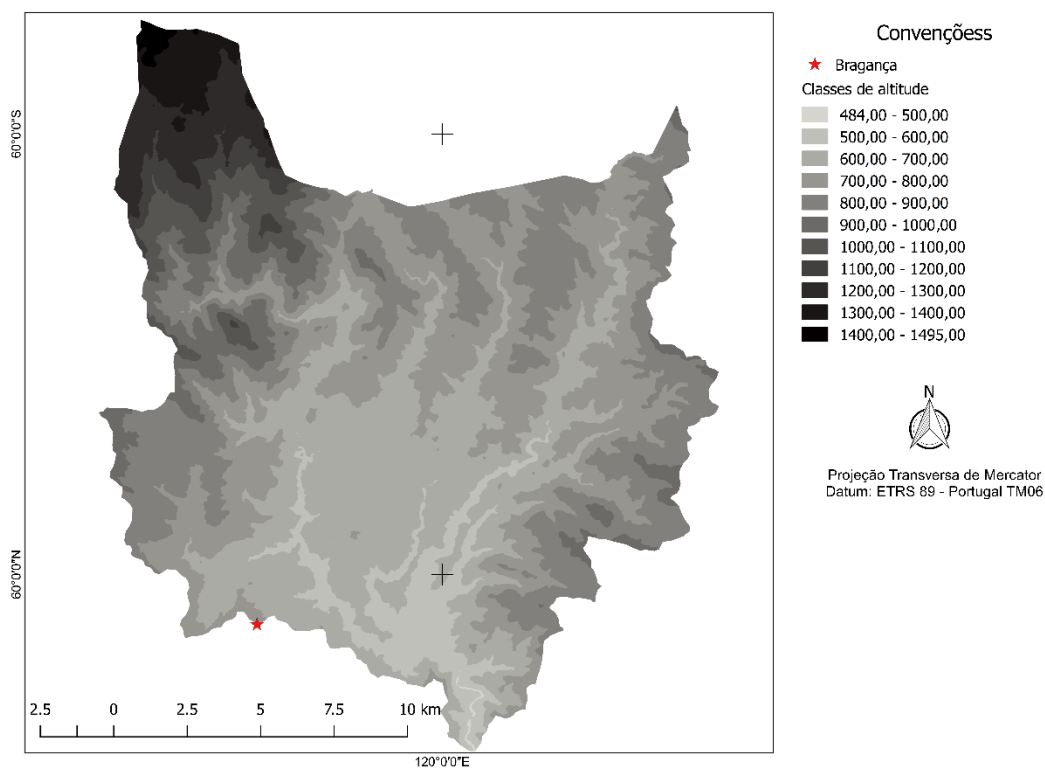 Convençõess
Bragança
Classes de altitude
484,00 - 500,00
500,00 - 600,00
600,00 - 700,00
700,00 - 800,00
800,00 - 900,00
900,00 - 1000,00
1000,00 - 1100,00
1100,00 - 1200,00
1200,00 - 1300,00
1300,00 - 1400,00
1400,00 - 1495,00
N
Projeção Transversa de Mercator
Datum: ETRS 89 - Portugal TM06
60°0'0"S
60°0'0"N
2.5 0 2.5 5 7.5 10 km
120°0'0"E